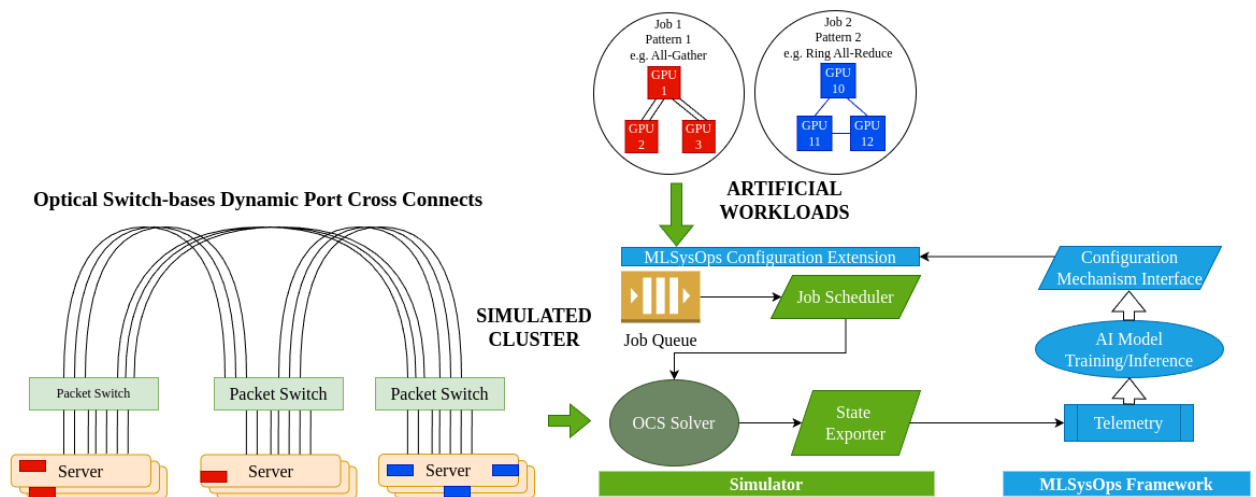 Job 1
Pattern 1
e.g. All-Gather
GPU
1
GPU
2
GPU
3
Job 2
Pattern 2
e.g. Ring All-Reduce
GPU
10
GPU
11
GPU
12
ARTIFICIAL
WORKLOADS
Optical Switch-bases Dynamic Port Cross Connects
Packet Switch
Packet Switch
Packet Switch
Server
Server
Server
SIMULATED
CLUSTER
MLSysOps Configuration Extension
Job Queue
Job Scheduler
OCS Solver
State
Exporter
Simulator
Configuration
Mechanism Interface
AI Model
Training/Inference
Telemetry
MLSysOps Framework